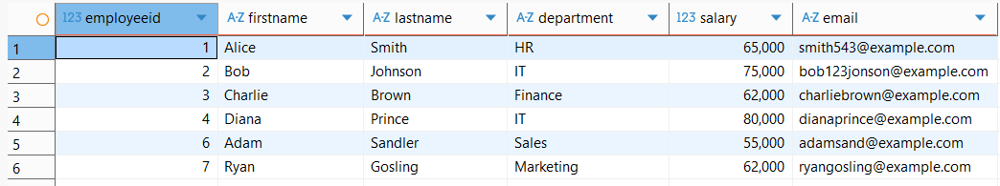 123 employeeid A-Z firstname A-Z lastname A-Z department 123 salary A-Z email
1 1 Alice Smith HR 65,000 smith543@example.com
2 2 Bob Johnson IT 75,000 bob123jonson@example.com
3 3 Charlie Brown Finance 62,000 charliebrown@example.com
4 4 Diana Prince IT 80,000 dianaprince@example.com
5 6 Adam Sandler Sales 55,000 adamsand@example.com
6 7 Ryan Gosling Marketing 62,000 ryangosling@example.com